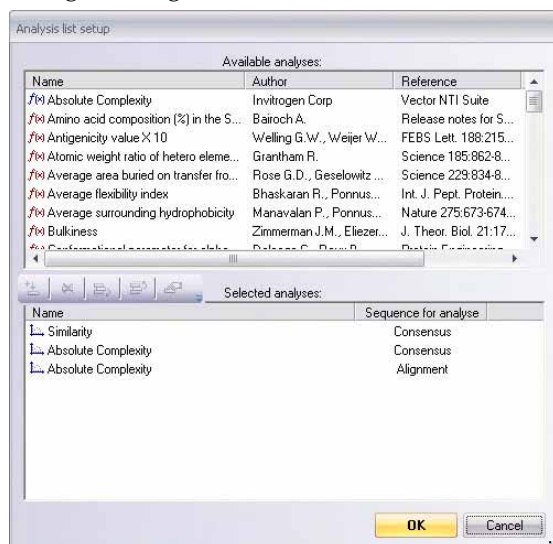 Analysis list setup
Available analyses:
Name Author Reference
f(x) Absolute Complexity Invitrogen Corp Vector NTI Suite
f(x) Amino acid composition (%) in the S... Bairoch A. Release notes for S...
f(x) Antigenicity value X 10 Welling G.W., Weijer W... FEBS Lett. 188:215...
f(x) Atomic weight ratio of hetero eleme... Grantham R. Science 185:862-8...
f(x) Average area buried on transfer fro... Rose G.D., Geselowitz ... Science 229:834-8...
f(x) Average flexibility index Bhaskaran R., Ponnus... Int. J. Pept. Protein....
f(x) Average surrounding hydrophobicity Manavalan P., Ponnus... Nature 275:673-674...
f(x) Bulkiness Zimmerman J.M., Eliezer... J. Theor. Biol. 21:17...
Selected analyses:
Name Sequence for analyse
Similarity Consensus
Absolute Complexity Consensus
Absolute Complexity Alignment
OK Cancel